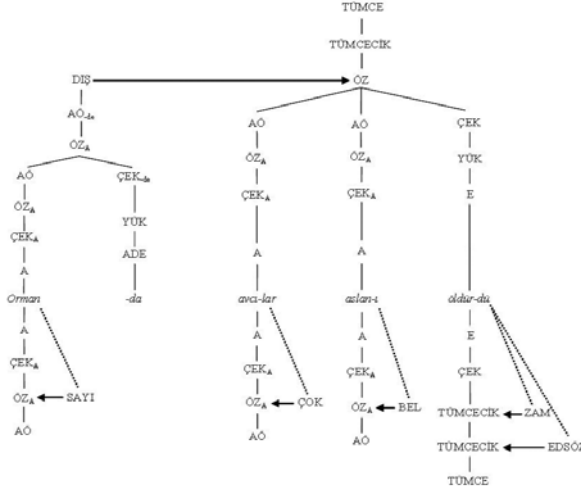 TÜMCE
TÜMCECİK
DIŞ ÖZ
AÖ-da
ÖZA
AÖ ÇEK-da AÖ AÖ ÇEK
ÖZA YÜK ÖZA ÖZA YÜK
ÇEKA ADE ÇEKA ÇEKA E
A A A
Orman -da avcı-lar aslan-ı öldür-dü
A A A E
ÇEKA ÇEKA ÇEKA ÇEK
ÖZA SAYI ÖZA ÇOK ÖZA BEL TÜMCECİK ZAM
AÖ AÖ AÖ TÜMCECİK EDSÖZ
TÜMCE